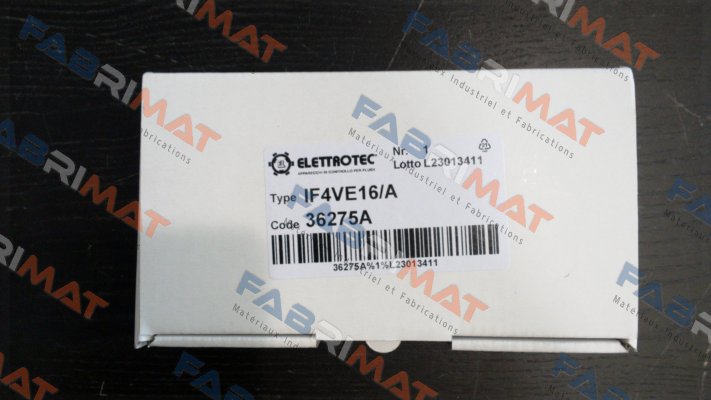 ELETTROTEC
APPARECCHI DI CONTROLLO PER FLUIDI
Nr. 1
Lotto L23013411
Type IF4VE16/A
Code 36275A
36275A%1%L23013411
FABRIMAT
Matériaux Industriel et Fabrications